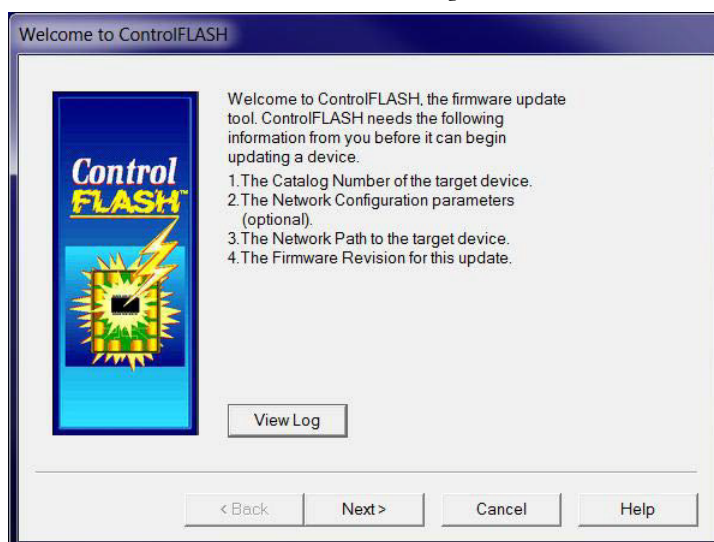 Welcome to ControlFLASH
Control
FLASH™
Welcome to ControlFLASH, the firmware update
tool. ControlFLASH needs the following
information from you before it can begin
updating a device.
1.The Catalog Number of the target device.
2.The Network Configuration parameters
(optional).
3.The Network Path to the target device.
4.The Firmware Revision for this update.
View Log
< Back
Next >
Cancel
Help